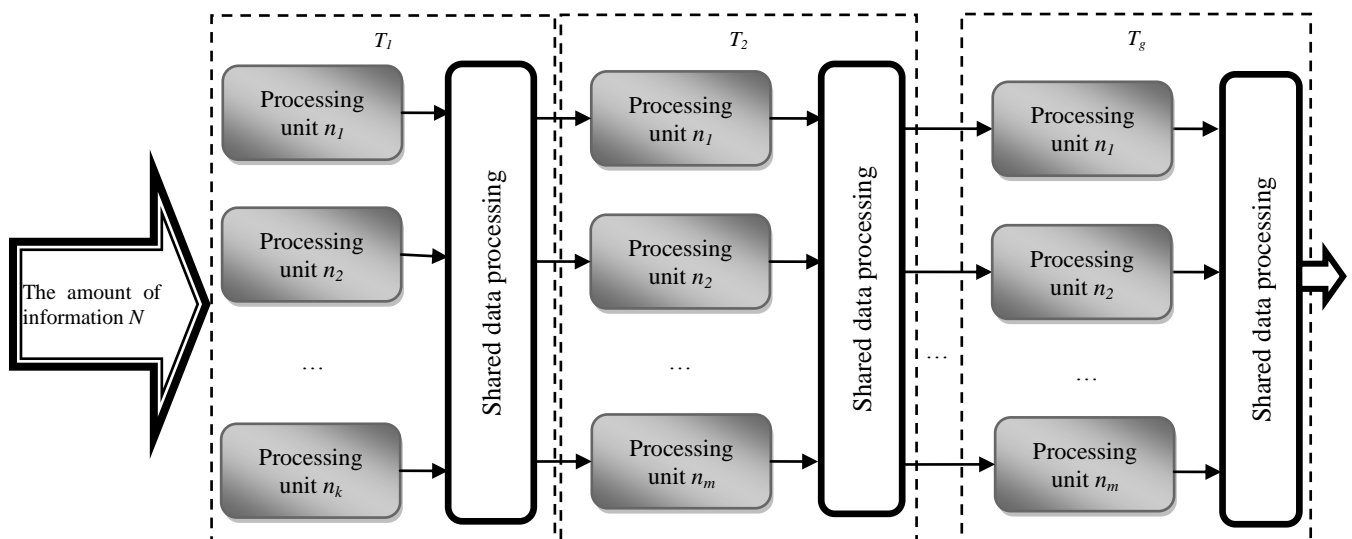 T1
T2
Tg
The amount of
information N
Processing
unit n1
Processing
unit n2
...
Processing
unit nk
Shared data processing
Processing
unit n1
Processing
unit n2
...
Processing
unit nm
Shared data processing
...
Processing
unit n1
Processing
unit n2
...
Processing
unit nm
Shared data processing